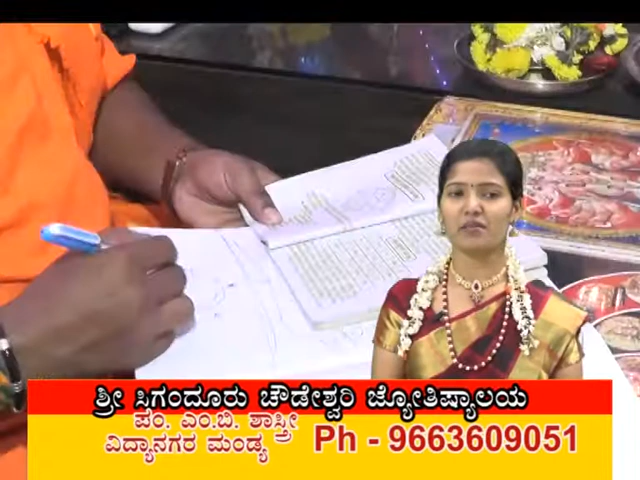 ಶ್ರೀ ಸಿಗಂದೂರು ಚೌಡೇಶ್ವರಿ ಜ್ಯೋತಿಷ್ಯಾಲಯ
ಪಂ. ಎಂ.ಬಿ. ಶಾಸ್ತ್ರೀ
ವಿದ್ಯಾನಗರ ಮಂಡ್ಯ
Ph - 9663609051